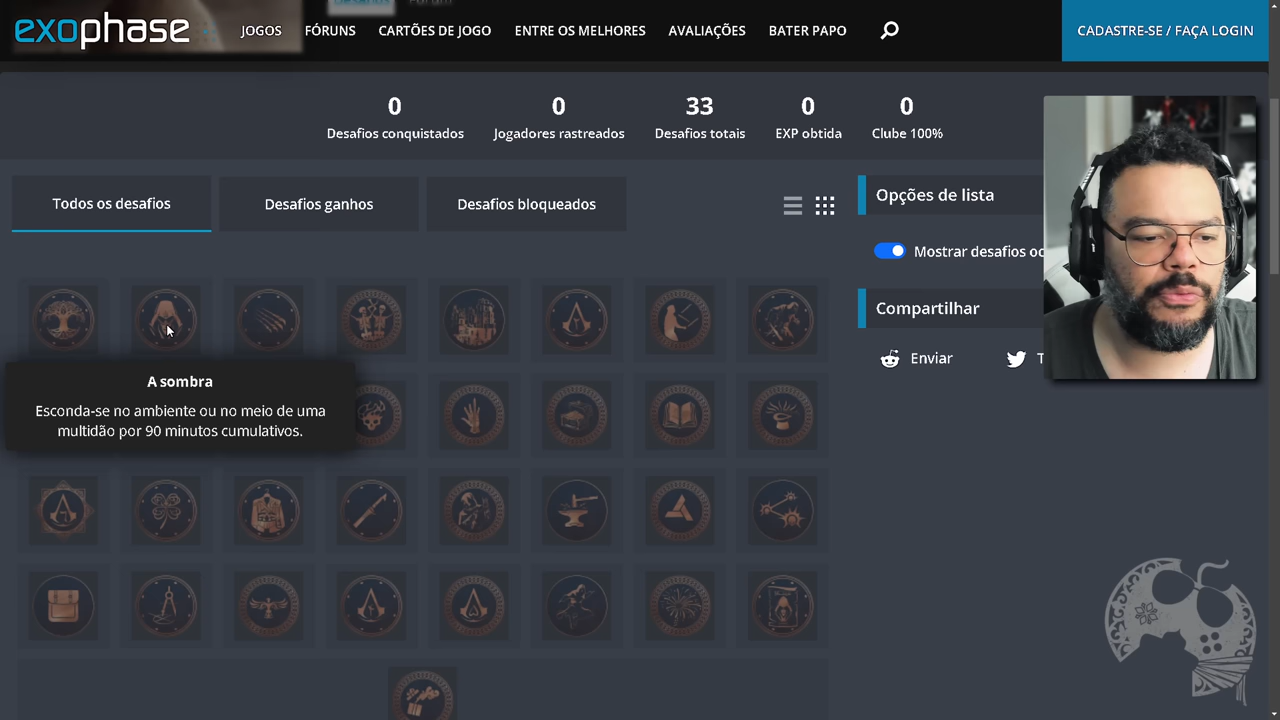 exophase
JOGOS
FÓRUNS
CARTÕES DE JOGO
ENTRE OS MELHORES
AVALIAÇÕES
BATER PAPO
CADASTRE-SE / FAÇA LOGIN
0
Desafios conquistados
0
Jogadores rastreados
33
Desafios totais
0
EXP obtida
0
Clube 100%
Todos os desafios
Desafios ganhos
Desafios bloqueados
Opções de lista
Mostrar desafios oc
Compartilhar
Enviar
T
A sombra
Esconda-se no ambiente ou no meio de uma
multidão por 90 minutos cumulativos.